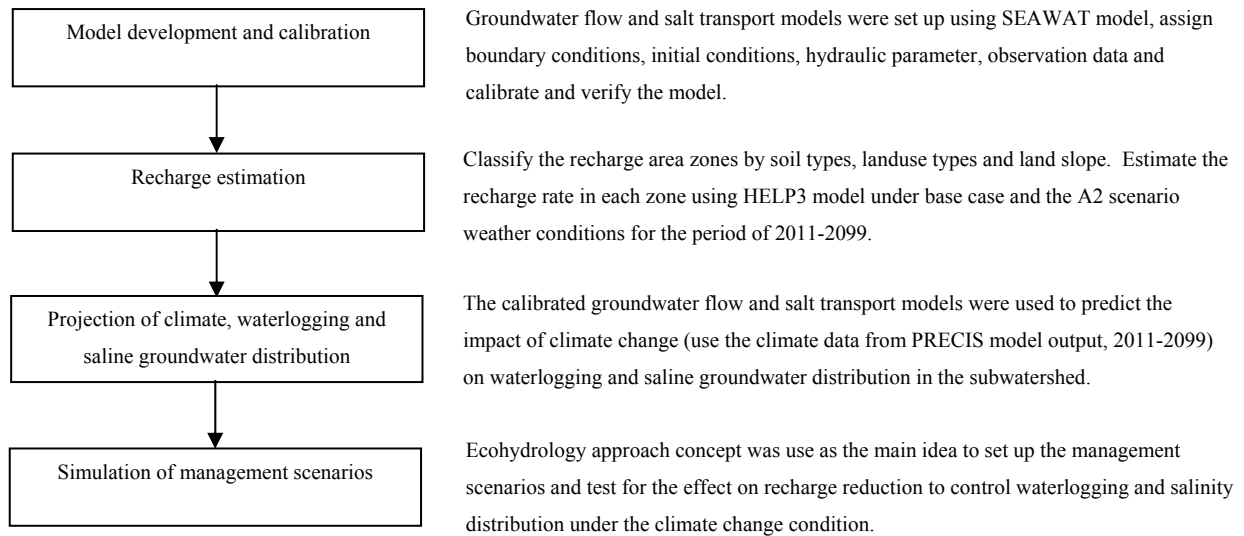 Model development and calibration
Groundwater flow and salt transport models were set up using SEAWAT model, assign
boundary conditions, initial conditions, hydraulic parameter, observation data and
calibrate and verify the model.
Recharge estimation
Classify the recharge area zones by soil types, landuse types and land slope. Estimate the
recharge rate in each zone using HELP3 model under base case and the A2 scenario
weather conditions for the period of 2011-2099.
Projection of climate, waterlogging and
saline groundwater distribution
The calibrated groundwater flow and salt transport models were used to predict the
impact of climate change (use the climate data from PRECIS model output, 2011-2099)
on waterlogging and saline groundwater distribution in the subwatershed.
Simulation of management scenarios
Ecohydrology approach concept was use as the main idea to set up the management
scenarios and test for the effect on recharge reduction to control waterlogging and salinity
distribution under the climate change condition.